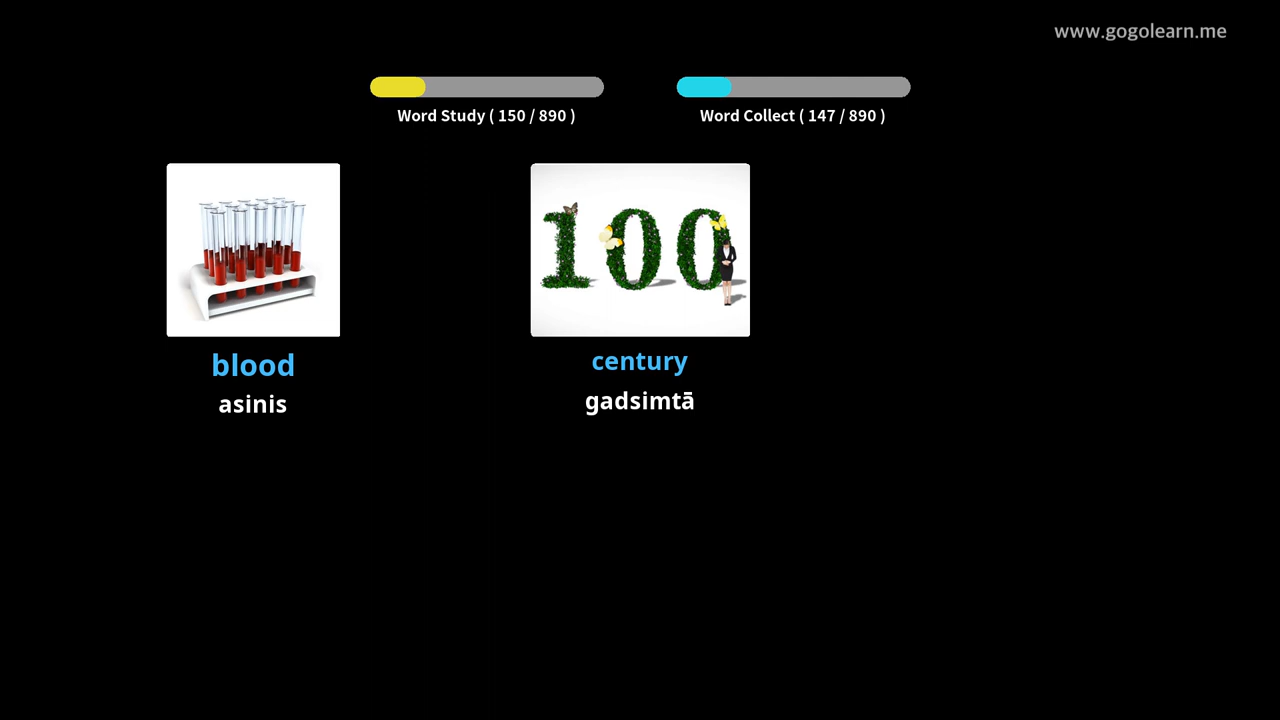 www.gogolearn.me
Word Study ( 150 / 890 )
Word Collect ( 147 / 890 )
100
blood
asinis
century
gadsimtā